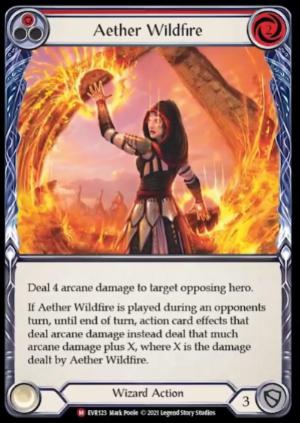 Aether Wildfire
2
Deal 4 arcane damage to target opposing hero.
If Aether Wildfire is played during an opponents
turn, until end of turn, action card effects that
deal arcane damage instead deal that much
arcane damage plus X, where X is the damage
dealt by Aether Wildfire.
Wizard Action
3
M EVR123 Mark Poole © 2021 Legend Story Studios